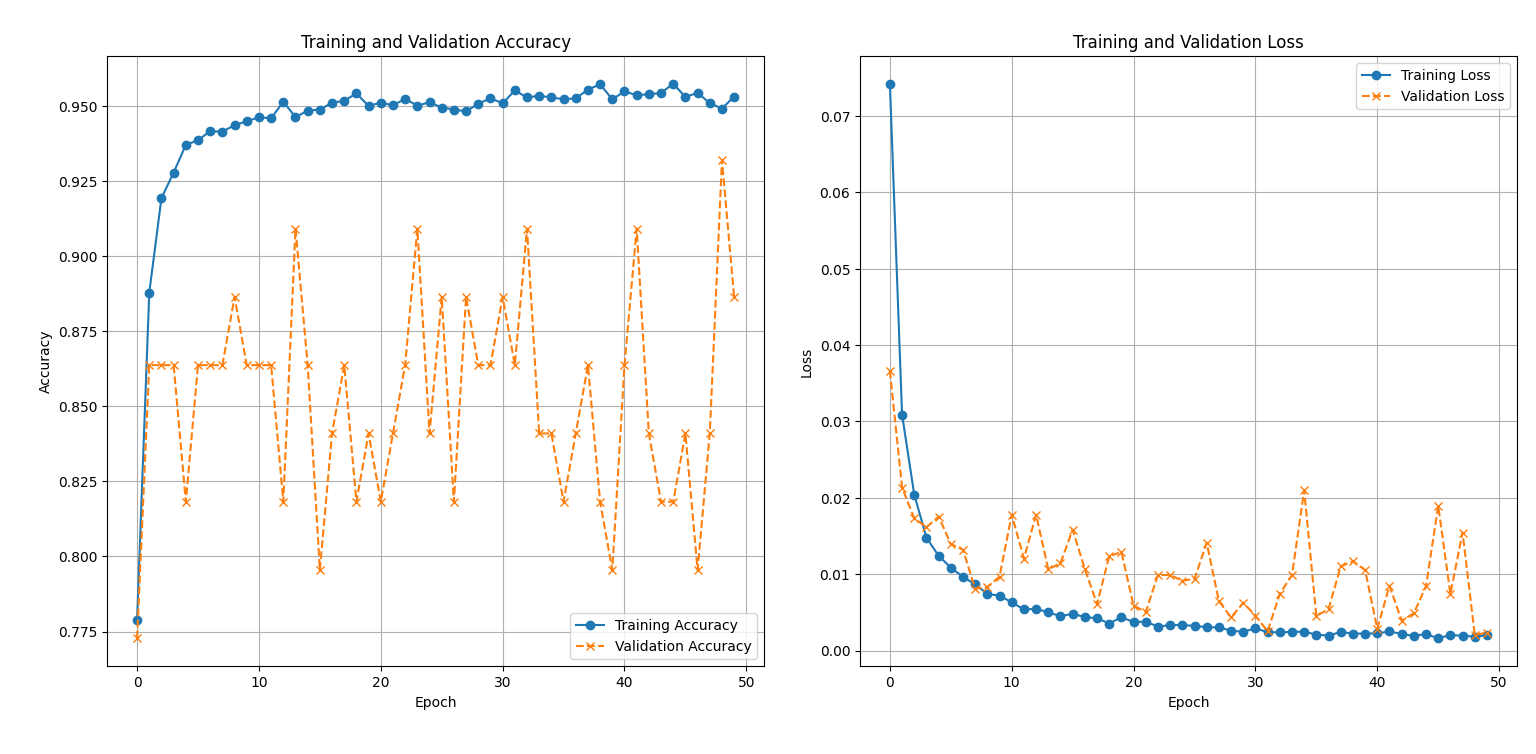 Training and Validation Accuracy
0.950
0.925
0.900
0.875
0.850
0.825
0.800
0.775
Accuracy
0
10
20
30
40
50
Epoch
Training Accuracy
Validation Accuracy
Training and Validation Loss
0.07
0.06
0.05
0.04
0.03
0.02
0.01
0.00
Loss
0
10
20
30
40
50
Epoch
Training Loss
Validation Loss